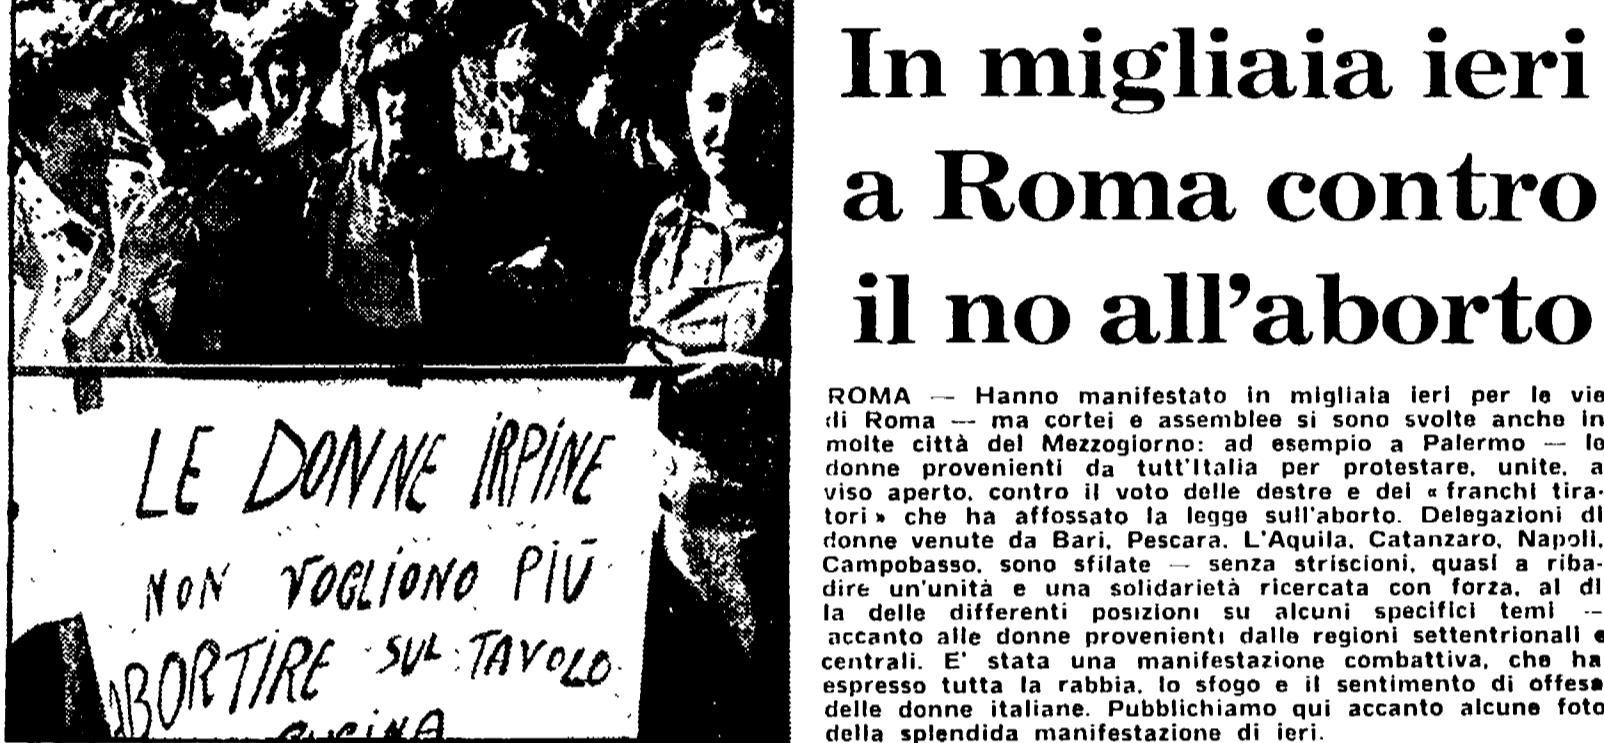 In migliaia ieri
a Roma contro
il no all'aborto
ROMA — Hanno manifestato in migliaia ieri per le vie
di Roma — ma cortei e assemblee si sono svolte anche in
molte città del Mezzogiorno: ad esempio a Palermo — le
donne provenienti da tutt'Italia per protestare, unite, a
viso aperto, contro il voto delle destre e dei « franchi tira-
tori » che ha affossato la legge sull'aborto. Delegazioni di
donne venute da Bari, Pescara, L'Aquila, Catanzaro, Napoli,
Campobasso, sono sfilate — senza striscioni, quasi a riba-
dire un'unità e una solidarietà ricercata con forza, al di
la delle differenti posizioni su alcuni specifici temi —
accanto alle donne provenienti dalle regioni settentrionali e
centrali. E' stata una manifestazione combattiva, che ha
espresso tutta la rabbia, lo sfogo e il sentimento di offesa
delle donne italiane. Pubblichiamo qui accanto alcune foto
della splendida manifestazione di ieri.
LE DONNE IRPINE
NON VOGLIONO PIÙ
ABORTIRE SUL TAVOLO
CUCINA